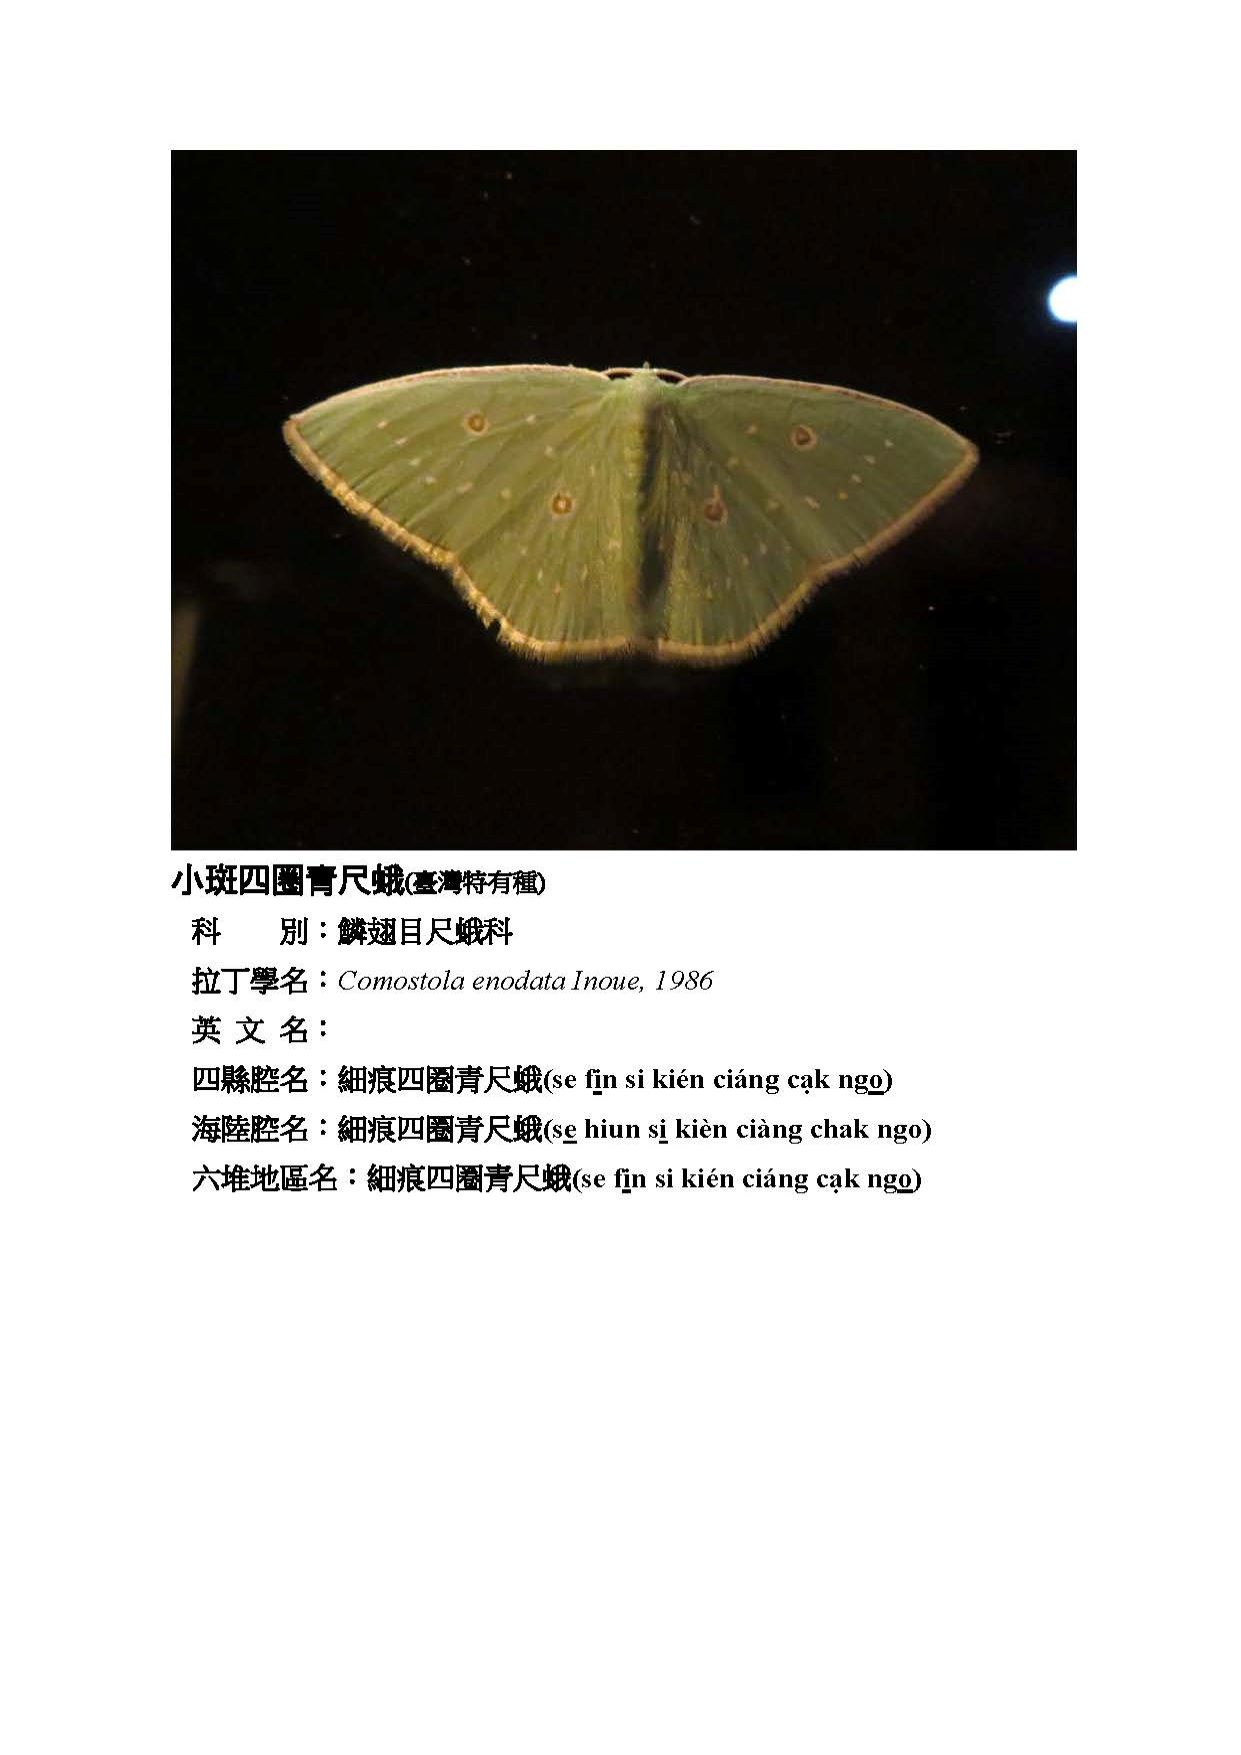 小斑四圈青尺蛾(臺灣特有種)
科　　別：鱗翅目尺蛾科
拉丁學名：Comostola enodata Inoue, 1986
英 文 名：
四縣腔名：細痕四圈青尺蛾(se fi̲n si kién ciáng cạk ngo̲)
海陸腔名：細痕四圈青尺蛾(se̲ hiun si̲ kièn ciàng chak ngo)
六堆地區名：細痕四圈青尺蛾(se fi̲n si kién ciáng cạk ngo̲)